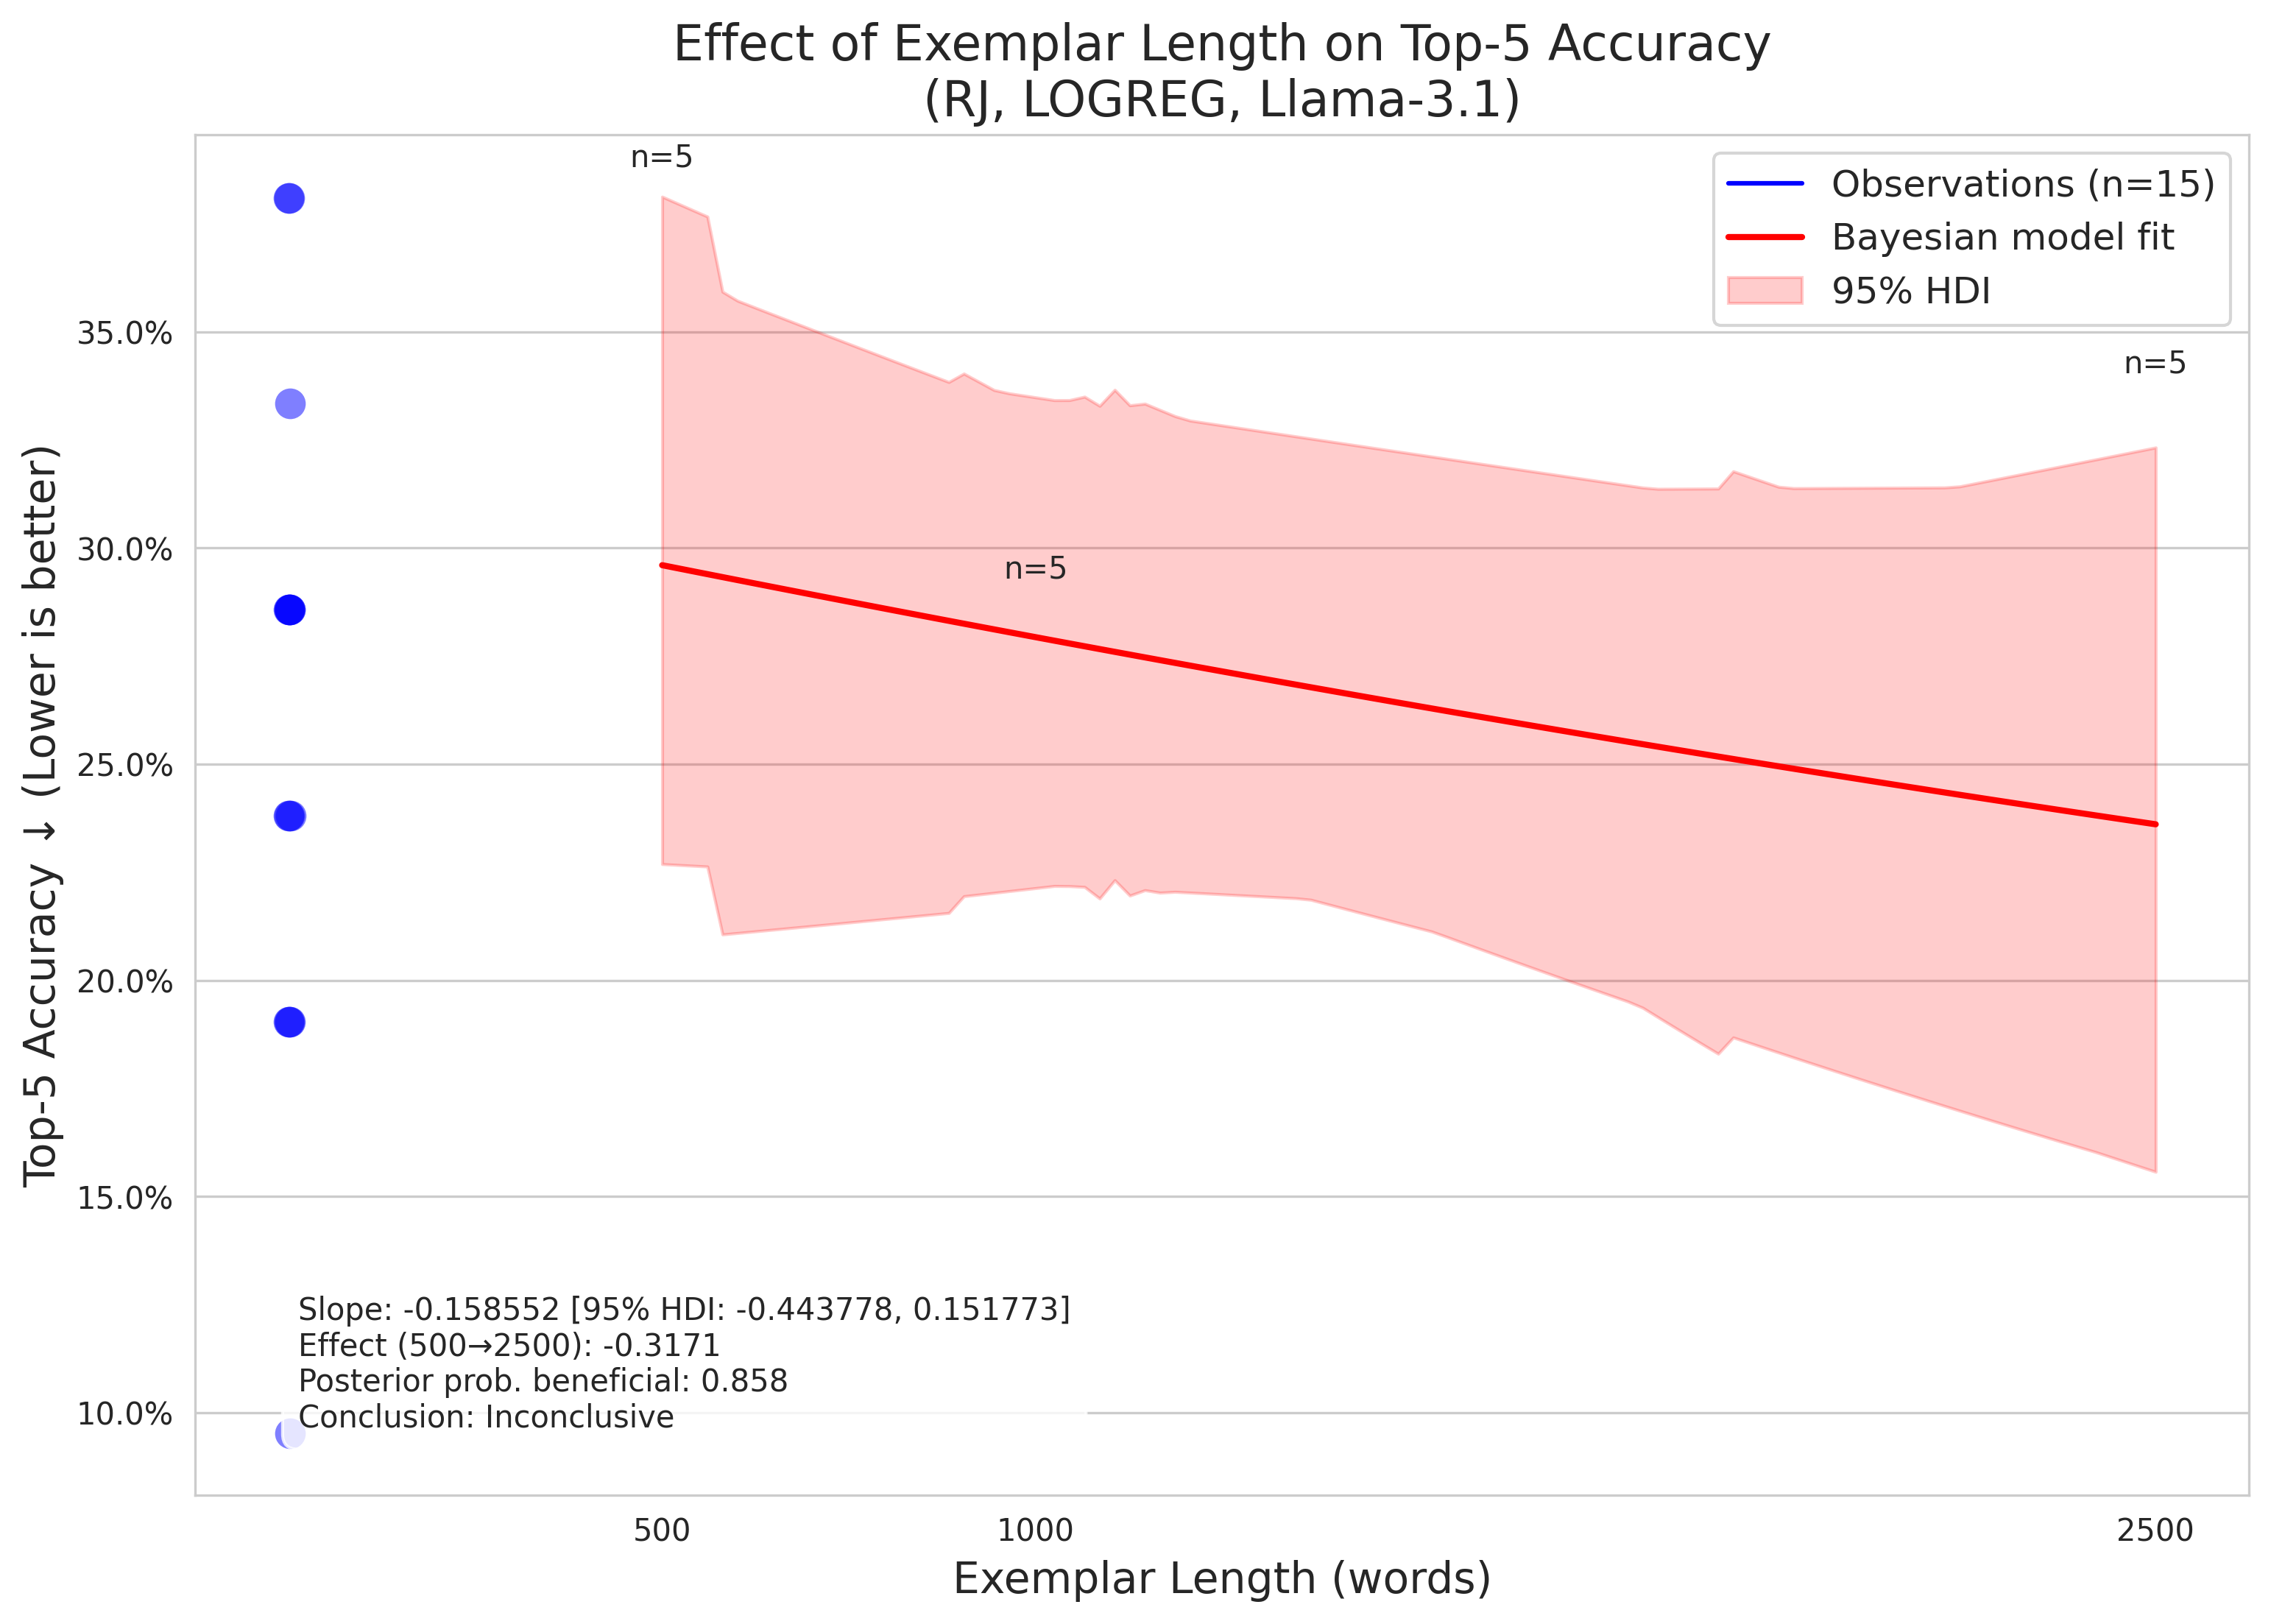 Effect of Exemplar Length on Top-5 Accuracy
(RJ, LOGREG, Llama-3.1)
n=5
Observations (n=15)
Bayesian model fit
95% HDI
n=5
n=5
35.0%
30.0%
25.0%
20.0%
15.0%
10.0%
Top-5 Accuracy ↓ (Lower is better)
Slope: -0.158552 [95% HDI: -0.443778, 0.151773]
Effect (500→2500): -0.3171
Posterior prob. beneficial: 0.858
Conclusion: Inconclusive
500
1000
2500
Exemplar Length (words)